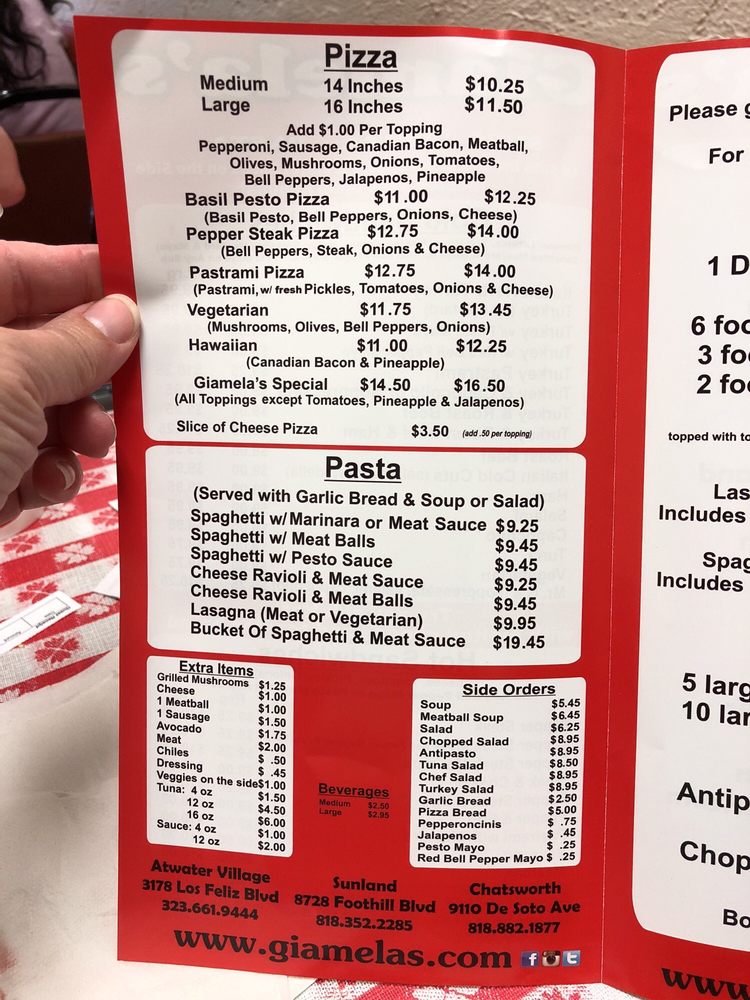 Pizza
Medium 14 Inches $10.25
Large 16 Inches $11.50
Add $1.00 Per Topping
Pepperoni, Sausage, Canadian Bacon, Meatball,
Olives, Mushrooms, Onions, Tomatoes,
Bell Peppers, Jalapenos, Pineapple
Basil Pesto Pizza $11.00 $12.25
(Basil Pesto, Bell Peppers, Onions, Cheese)
Pepper Steak Pizza $12.75 $14.00
(Bell Peppers, Steak, Onions & Cheese)
Pastrami Pizza $12.75 $14.00
(Pastrami, w/ fresh Pickles, Tomatoes, Onions & Cheese)
Vegetarian $11.75 $13.45
(Mushrooms, Olives, Bell Peppers, Onions)
Hawaiian $11.00 $12.25
(Canadian Bacon & Pineapple)
Giamela's Special $14.50 $16.50
(All Toppings except Tomatoes, Pineapple & Jalapenos)
Slice of Cheese Pizza $3.50 (add .50 per topping)
Pasta
(Served with Garlic Bread & Soup or Salad)
Spaghetti w/ Marinara or Meat Sauce $9.25
Spaghetti w/ Meat Balls $9.45
Spaghetti w/ Pesto Sauce $9.45
Cheese Ravioli & Meat Sauce $9.25
Cheese Ravioli & Meat Balls $9.45
Lasagna (Meat or Vegetarian) $9.95
Bucket Of Spaghetti & Meat Sauce $19.45
Extra Items
Grilled Mushrooms $1.25
Cheese $1.00
1 Meatball $1.00
1 Sausage $1.50
Avocado $1.75
Meat $2.00
Chiles $ .50
Dressing $ .45
Veggies on the side $1.00
Tuna: 4 oz $1.50
12 oz $4.50
16 oz $6.00
Sauce: 4 oz $1.00
12 oz $2.00
Beverages
Medium $2.50
Large $2.95
Side Orders
Soup $5.45
Meatball Soup $6.45
Salad $6.25
Chopped Salad $8.95
Antipasto $8.95
Tuna Salad $8.50
Chef Salad $8.95
Turkey Salad $8.95
Garlic Bread $2.50
Pizza Bread $5.00
Pepperoncinis $ .75
Jalapenos $ .45
Pesto Mayo $ .25
Red Bell Pepper Mayo $ .25
Atwater Village
3178 Los Feliz Blvd
323.661.9444
Sunland
8728 Foothill Blvd
818.352.2285
Chatsworth
9110 De Soto Ave
818.882.1877
www.giamelas.com
Please g
For
1 D
6 foo
3 foo
2 foo
topped with to
Las
Includes
Spag
Includes
5 larg
10 lar
Antip
Chop
Bo
www